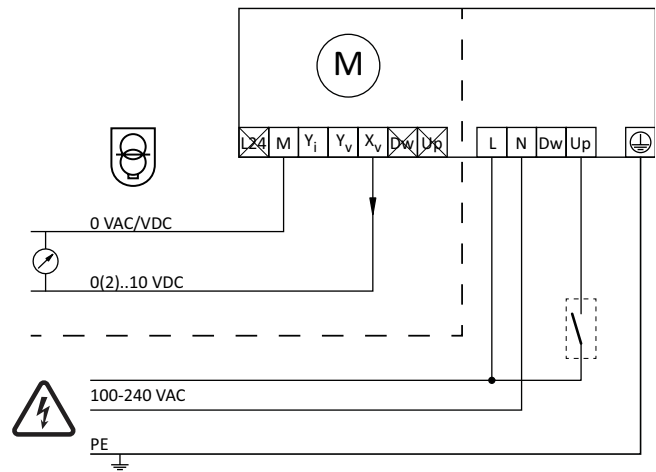 M
L24 M Yi Yv Xv Dw Up L N Dw Up
0 VAC/VDC
0(2)..10 VDC
100-240 VAC
PE